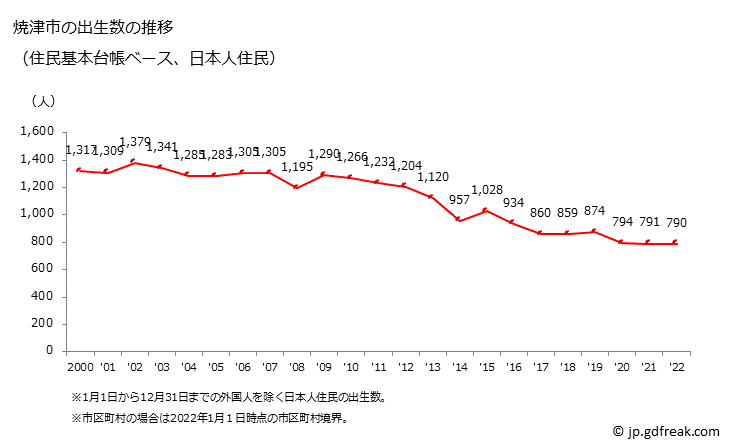 焼津市の出生数の推移
（住民基本台帳ベース、日本人住民）
（人）
1,600
1,400
1,200
1,000
800
600
400
200
0
1,317 1,309 1,379 1,341 1,285 1,283 1,305 1,305 1,195 1,290 1,266 1,232 1,204 1,120 957 1,028 934 860 859 874 794 791 790
2000 '01 '02 '03 '04 '05 '06 '07 '08 '09 '10 '11 '12 '13 '14 '15 '16 '17 '18 '19 '20 '21 '22
※1月1日から12月31日までの外国人を除く日本人住民の出生数。
※市区町村の場合は2022年1月１日時点の市区町村境界。
© jp.gdfreak.com